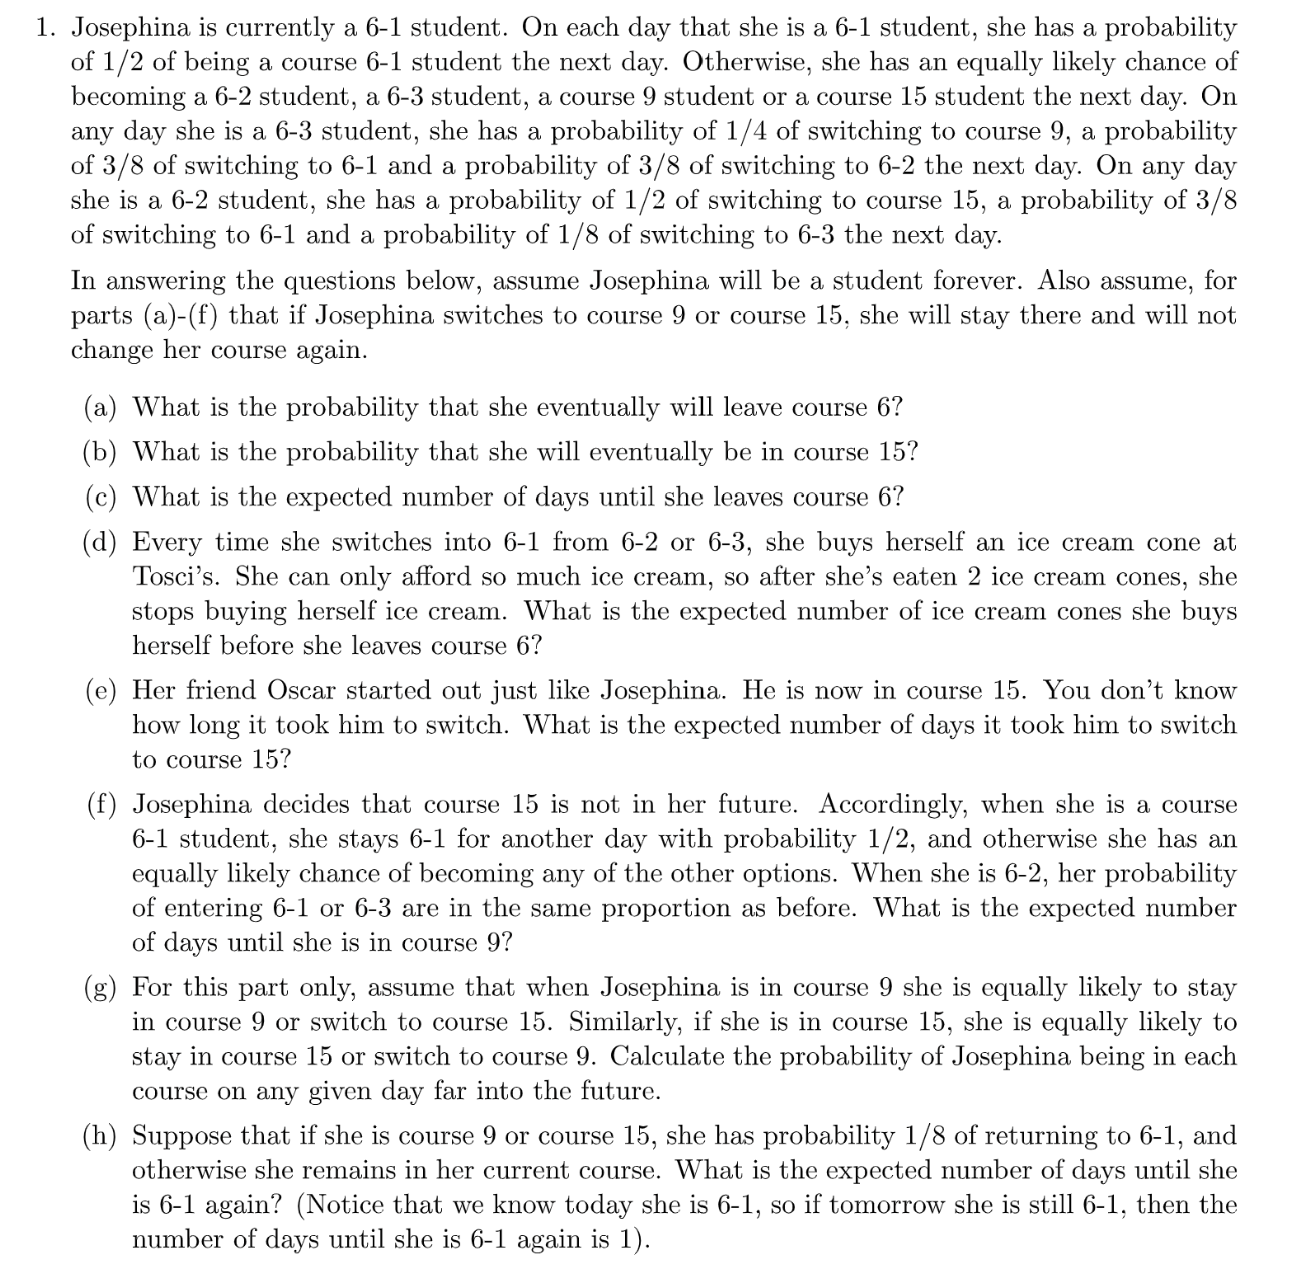 1. Josephina is currently a 6-1 student. On each day that she is a 6-1 student, she has a probability
of 1/2 of being a course 6-1 student the next day. Otherwise, she has an equally likely chance of
becoming a 6-2 student, a 6-3 student, a course 9 student or a course 15 student the next day. On
any day she is a 6-3 student, she has a probability of 1/4 of switching to course 9, a probability
of 3/8 of switching to 6-1 and a probability of 3/8 of switching to 6-2 the next day. On any day
she is a 6-2 student, she has a probability of 1/2 of switching to course 15, a probability of 3/8
of switching to 6-1 and a probability of 1/8 of switching to 6-3 the next day.
In answering the questions below, assume Josephina will be a student forever. Also assume, for
parts (a)-(f) that if Josephina switches to course 9 or course 15, she will stay there and will not
change her course again.
(a) What is the probability that she eventually will leave course 6?
(b) What is the probability that she will eventually be in course 15?
(c) What is the expected number of days until she leaves course 6?
(d) Every time she switches into 6-1 from 6-2 or 6-3, she buys herself an ice cream cone at
Tosci's. She can only afford so much ice cream, so after she's eaten 2 ice cream cones, she
stops buying herself ice cream. What is the expected number of ice cream cones she buys
herself before she leaves course 6?
(e) Her friend Oscar started out just like Josephina. He is now in course 15. You don't know
how long it took him to switch. What is the expected number of days it took him to switch
to course 15?
(f) Josephina decides that course 15 is not in her future. Accordingly, when she is a course
6-1 student, she stays 6-1 for another day with probability 1/2, and otherwise she has an
equally likely chance of becoming any of the other options. When she is 6-2, her probability
of entering 6-1 or 6-3 are in the same proportion as before. What is the expected number
of days until she is in course 9?
(g) For this part only, assume that when Josephina is in course 9 she is equally likely to stay
in course 9 or switch to course 15. Similarly, if she is in course 15, she is equally likely to
stay in course 15 or switch to course 9. Calculate the probability of Josephina being in each
course on any given day far into the future.
(h) Suppose that if she is course 9 or course 15, she has probability 1/8 of returning to 6-1, and
otherwise she remains in her current course. What is the expected number of days until she
is 6-1 again? (Notice that we know today she is 6-1, so if tomorrow she is still 6-1, then the
number of days until she is 6-1 again is 1).